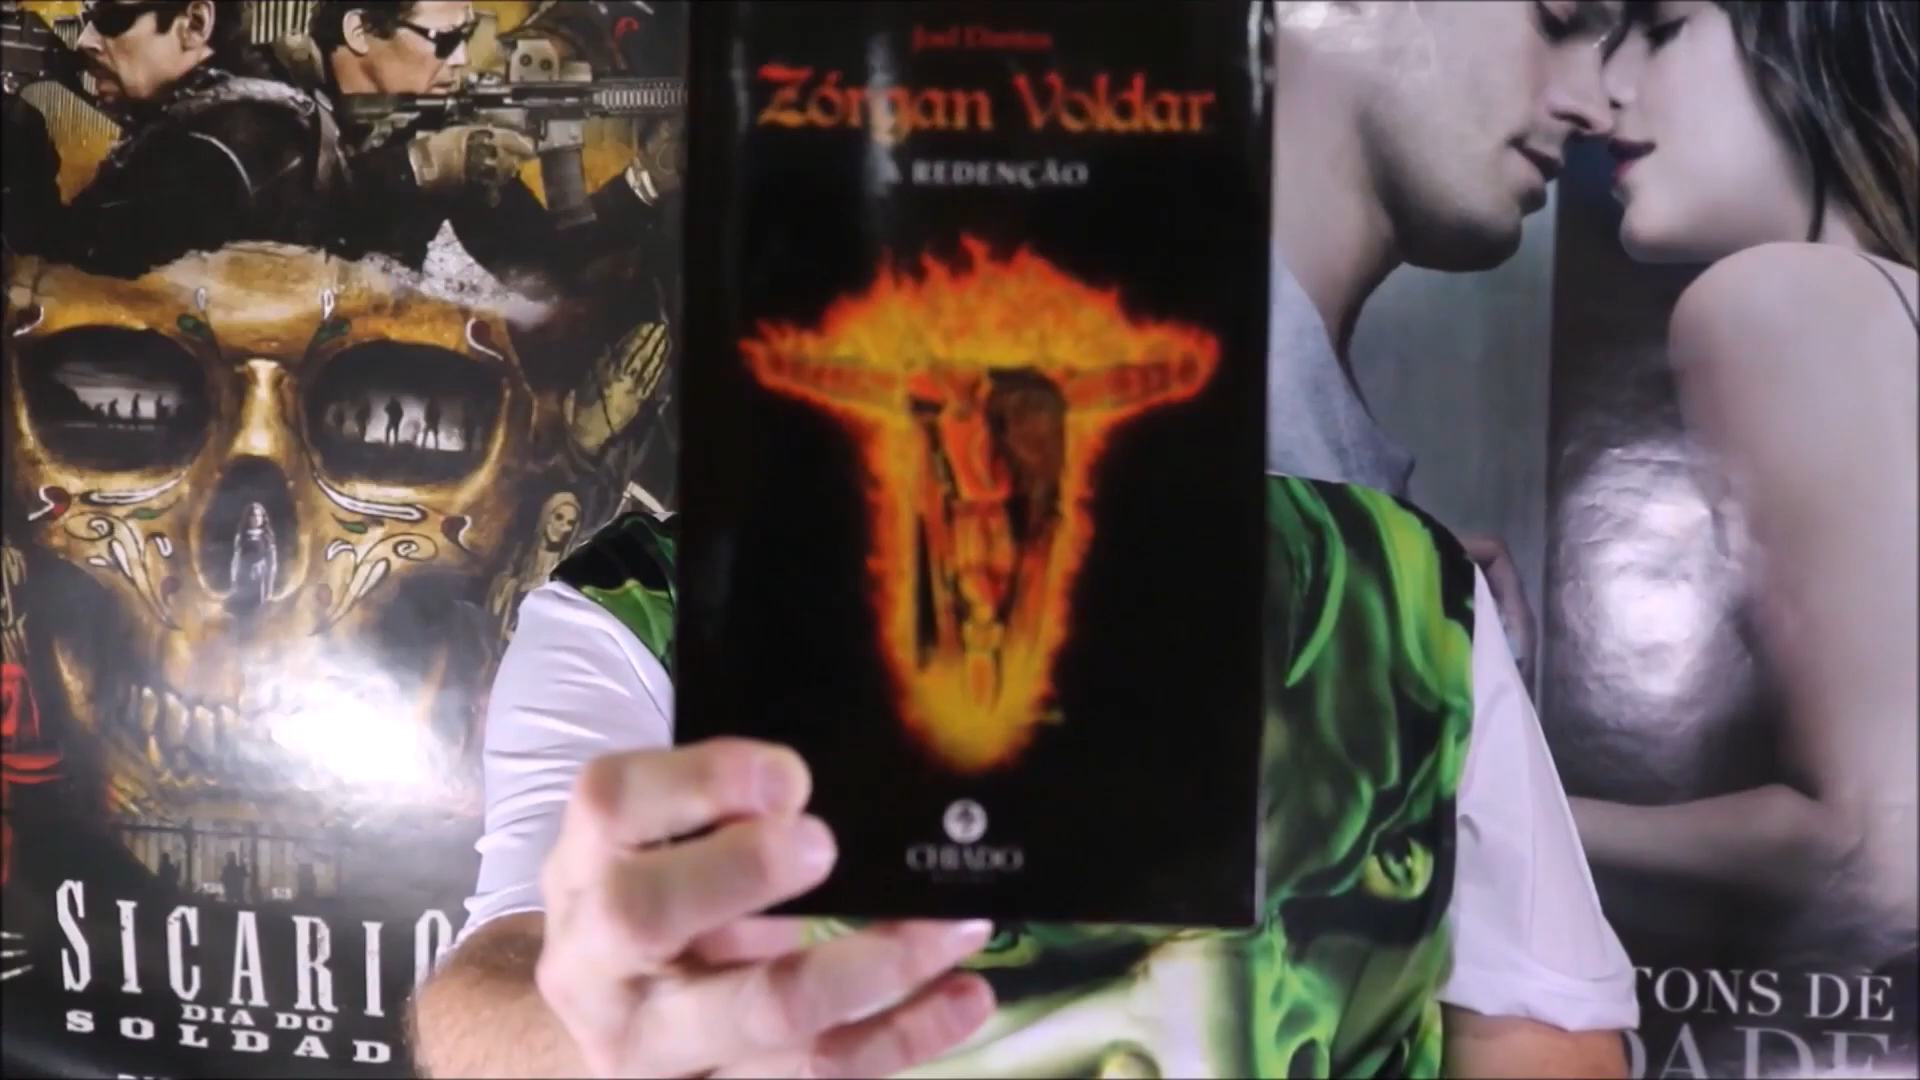 Zórgan Voldar
A REDENÇÃO
CHIADO
SICARIO
DIA DO
SOLDAD
TONS DE
DADE